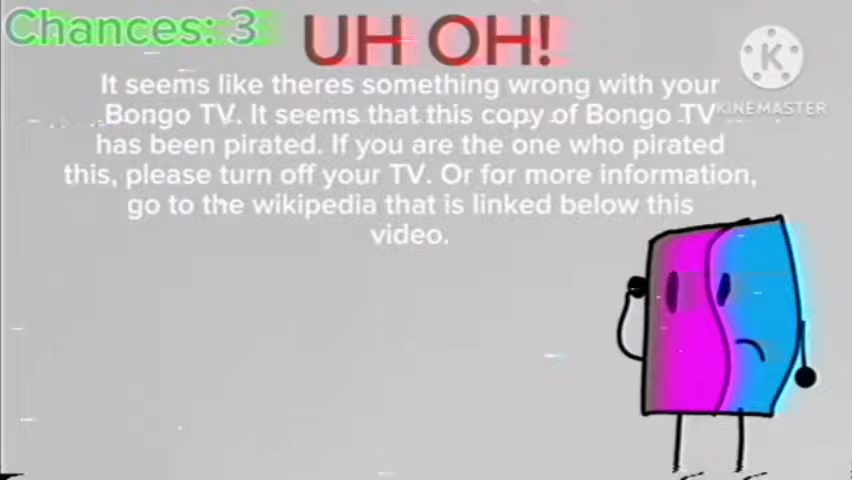 Chances: 3
UH OH!
It seems like theres something wrong with your
Bongo TV. It seems that this copy of Bongo TV
has been pirated. If you are the one who pirated
this, please turn off your TV. Or for more information,
go to the wikipedia that is linked below this
video.
K
KINEMASTER